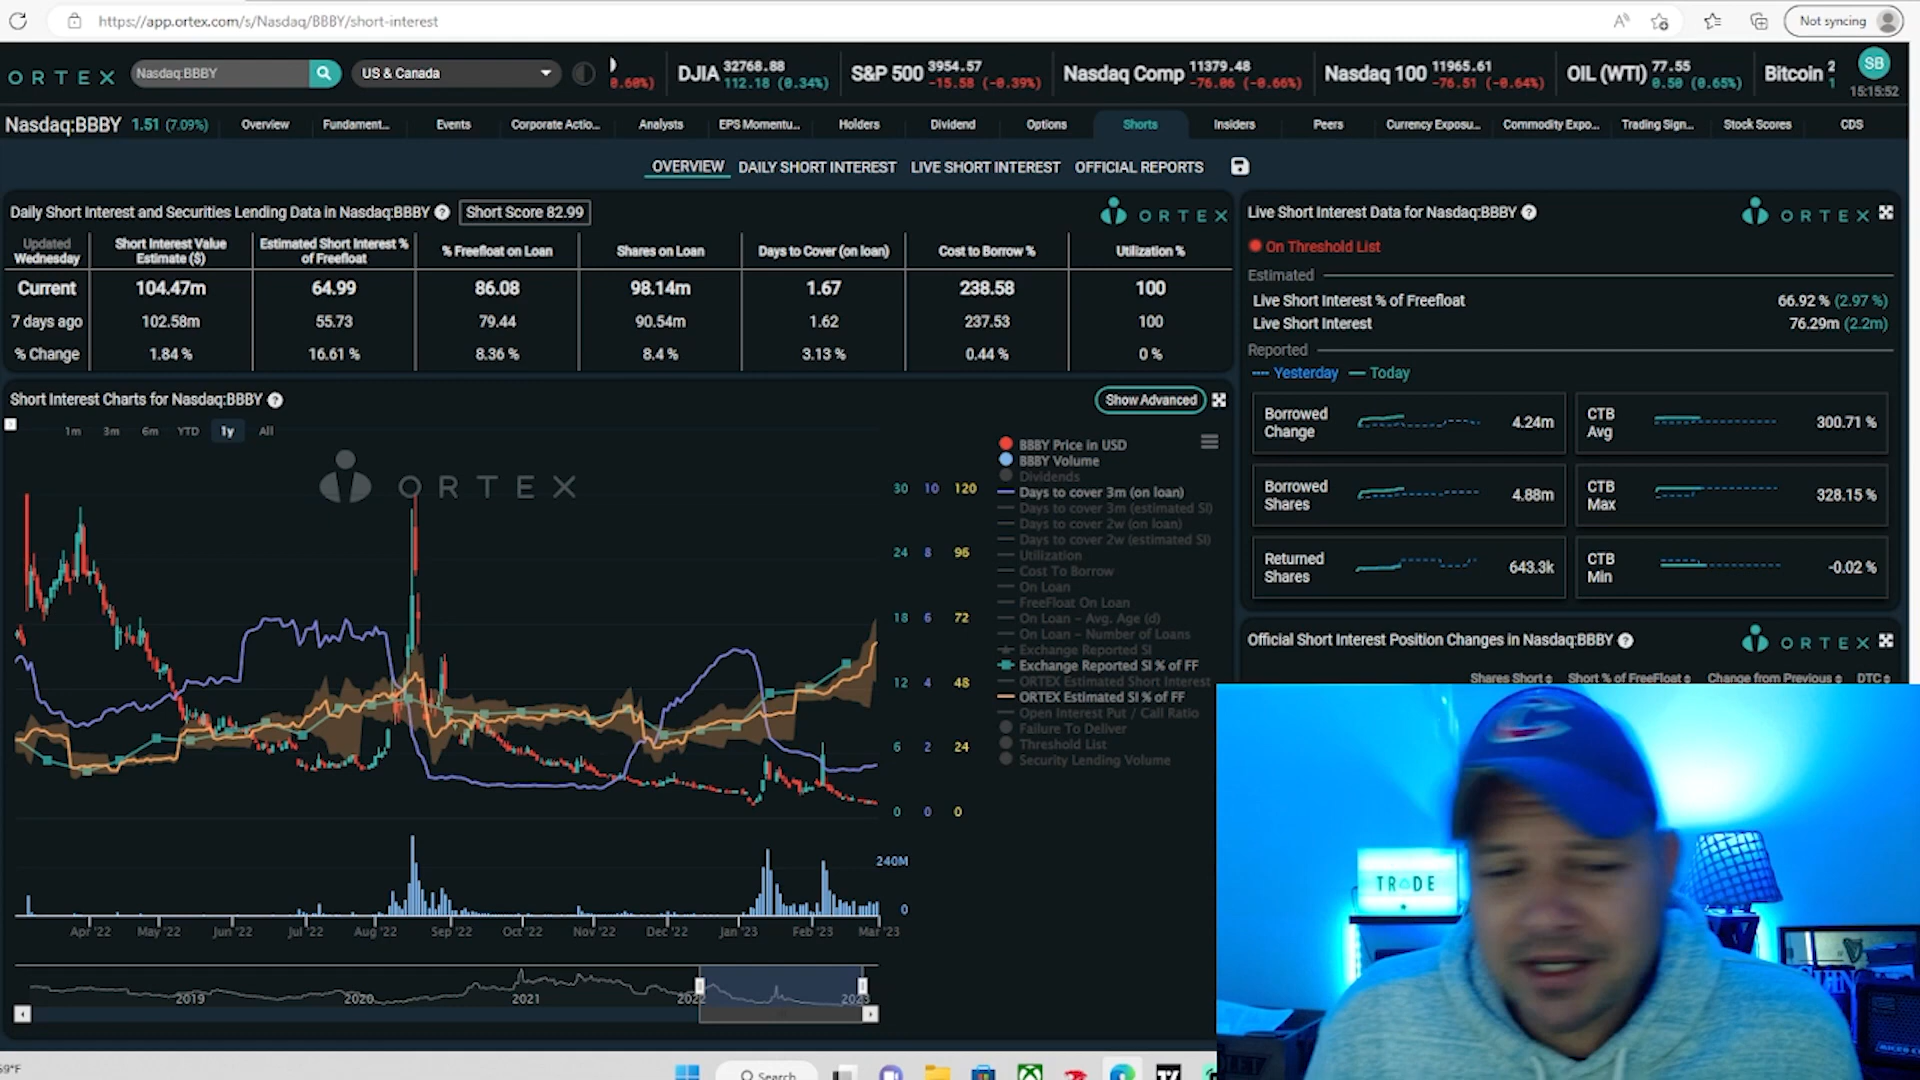 https://app.ortex.com/s/Nasdaq/BBBY/short-interest
Not syncing
ORTEX
Nasdaq:BBBY
US & Canada
0.60%)
DJIA 32768.88 112.18 (0.34%)
S&P 500 3954.57 -15.58 (-0.39%)
Nasdaq Comp 11379.48 -76.06 (-0.66%)
Nasdaq 100 11965.61 -76.51 (-0.64%)
OIL (WTI) 77.55 0.50 (0.65%)
Bitcoin 2
SB
15:15:52
Nasdaq:BBBY 1.51 (7.09%)
Overview Fundament... Events Corporate Actio... Analysts EPS Momentu... Holders Dividend Options Shorts Insiders Peers Currency Exposu... Commodity Expo... Trading Sign... Stock Scores CDS
OVERVIEW DAILY SHORT INTEREST LIVE SHORT INTEREST OFFICIAL REPORTS
Daily Short Interest and Securities Lending Data in Nasdaq:BBBY ? Short Score 82.99
ORTEX
Updated Wednesday Short Interest Value Estimate ($) Estimated Short Interest % of Freefloat % Freefloat on Loan Shares on Loan Days to Cover (on loan) Cost to Borrow % Utilization %
Current 104.47m 64.99 86.08 98.14m 1.67 238.58 100
7 days ago 102.58m 55.73 79.44 90.54m 1.62 237.53 100
% Change 1.84 % 16.61 % 8.36 % 8.4 % 3.13 % 0.44 % 0 %
Live Short Interest Data for Nasdaq:BBBY ?
ORTEX
On Threshold List
Estimated
Live Short Interest % of Freefloat 66.92 % (2.97 %)
Live Short Interest 76.29m (2.2m)
Reported
Yesterday Today
Borrowed Change 4.24m
CTB Avg 300.71 %
Borrowed Shares 4.88m
CTB Max 328.15 %
Returned Shares 643.3k
CTB Min -0.02 %
Short Interest Charts for Nasdaq:BBBY ?
Show Advanced
1m 3m 6m YTD 1y All
ORTEX
30 10 120
24 8 96
18 6 72
12 4 48
6 2 24
0 0 0
240M
0
BBBY Price in USD
BBBY Volume
Dividends
Days to cover 3m (on loan)
Days to cover 3m (estimated SI)
Days to cover 2w (on loan)
Days to cover 2w (estimated SI)
Utilization
Cost To Borrow
On Loan
FreeFloat On Loan
On Loan - Avg. Age (d)
On Loan - Number of Loans
Exchange Reported SI
Exchange Reported SI % of FF
ORTEX Estimated Short Interest
ORTEX Estimated SI % of FF
Open Interest Put / Call Ratio
Failure To Deliver
Threshold List
Security Lending Volume
Apr '22 May '22 Jun '22 Jul '22 Aug '22 Sep '22 Oct '22 Nov '22 Dec '22 Jan '23 Feb '23 Mar '23
2019 2020 2021 2022 2023
Official Short Interest Position Changes in Nasdaq:BBBY ?
ORTEX
Shares Short Short % of FreeFloat Change from Previous DTC
TRADE
59°F
Search